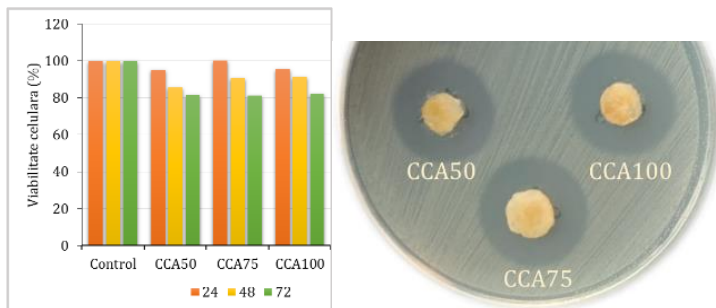 Viabilitate celulara (%)
120
100
80
60
40
20
0
Control CCA50 CCA75 CCA100
24 48 72
CCA50
CCA100
CCA75